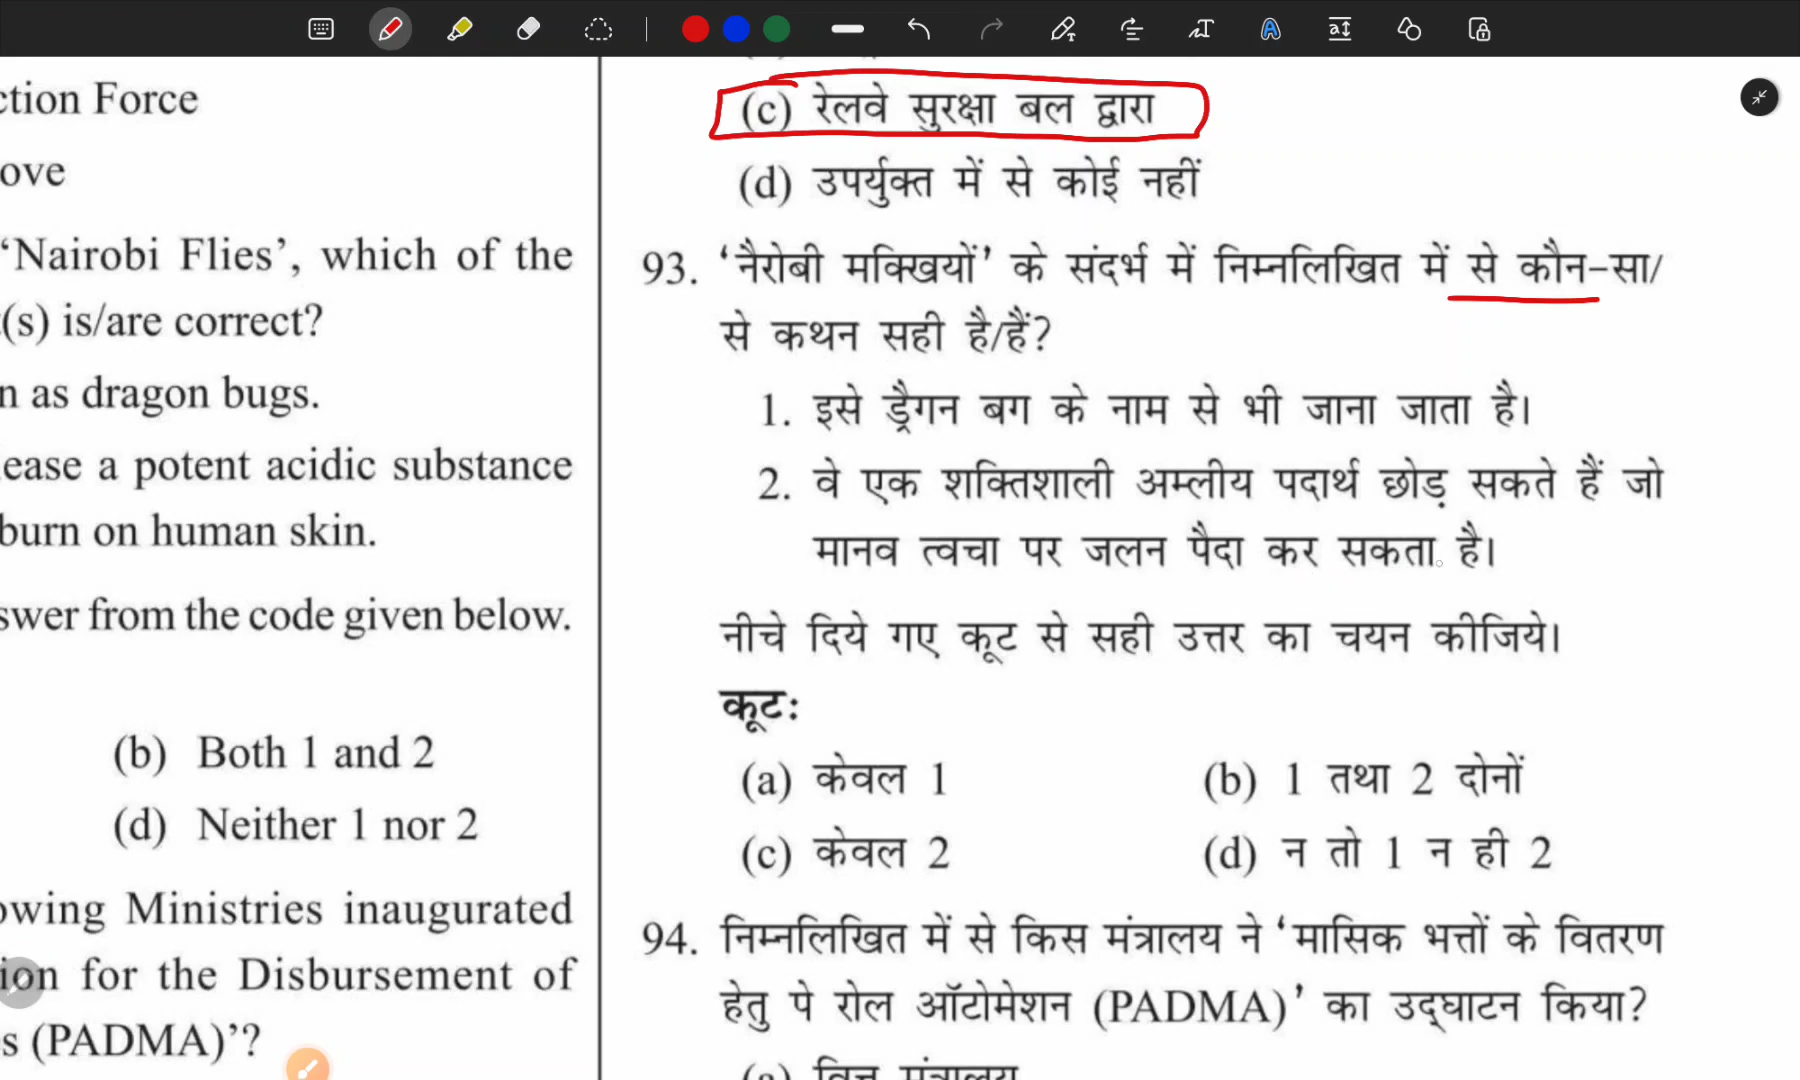 ction Force
ove
'Nairobi Flies', which of the
(s) is/are correct?
n as dragon bugs.
lease a potent acidic substance
burn on human skin.
swer from the code given below.
(b) Both 1 and 2
(d) Neither 1 nor 2
owing Ministries inaugurated
ion for the Disbursement of
s (PADMA)'?
(c) रेलवे सुरक्षा बल द्वारा
(d) उपर्युक्त में से कोई नहीं
93. 'नैरोबी मक्खियों' के संदर्भ में निम्नलिखित में से कौन-सा/
से कथन सही है/हैं?
1. इसे ड्रैगन बग के नाम से भी जाना जाता है।
2. वे एक शक्तिशाली अम्लीय पदार्थ छोड़ सकते हैं जो
मानव त्वचा पर जलन पैदा कर सकता है।
नीचे दिये गए कूट से सही उत्तर का चयन कीजिये।
कूटः
(a) केवल 1 (b) 1 तथा 2 दोनों
(c) केवल 2 (d) न तो 1 न ही 2
94. निम्नलिखित में से किस मंत्रालय ने 'मासिक भत्तों के वितरण
हेतु पे रोल ऑटोमेशन (PADMA)' का उद्घाटन किया?
(a) वित्त मंत्रालय